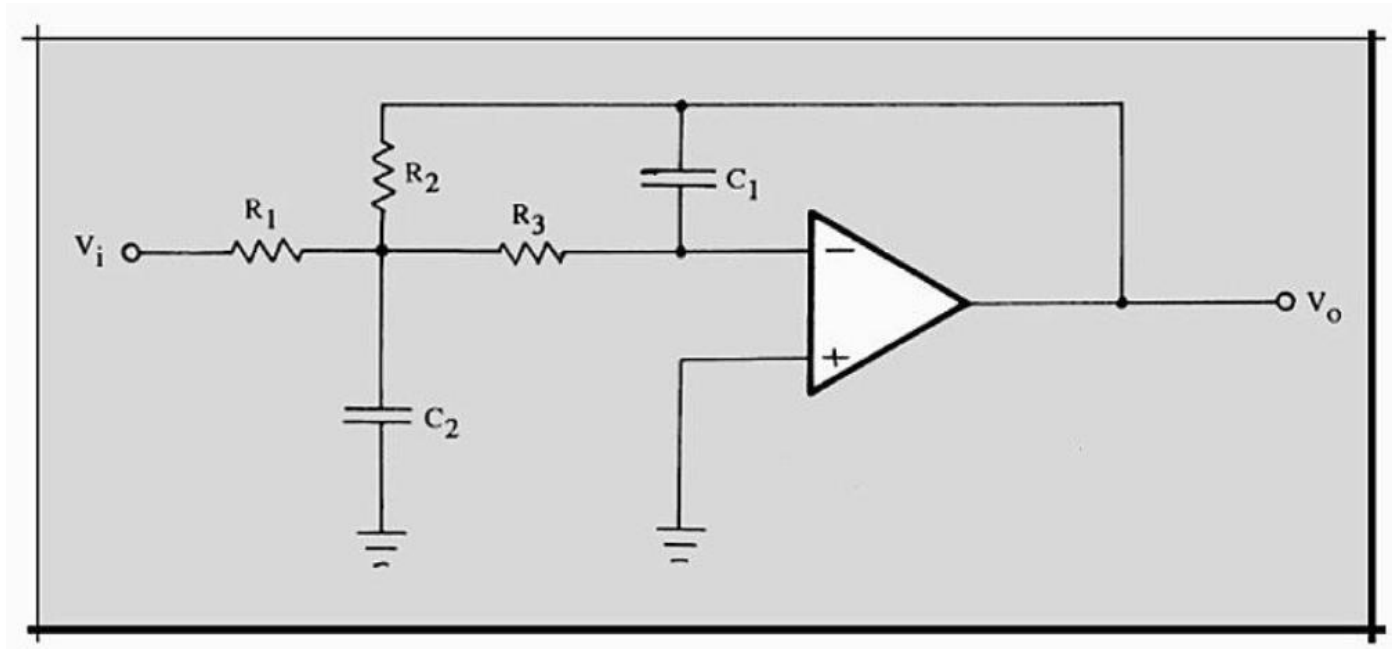 R₂
C₁
R₁
R₃
Vᵢ
−
Vₒ
+
C₂